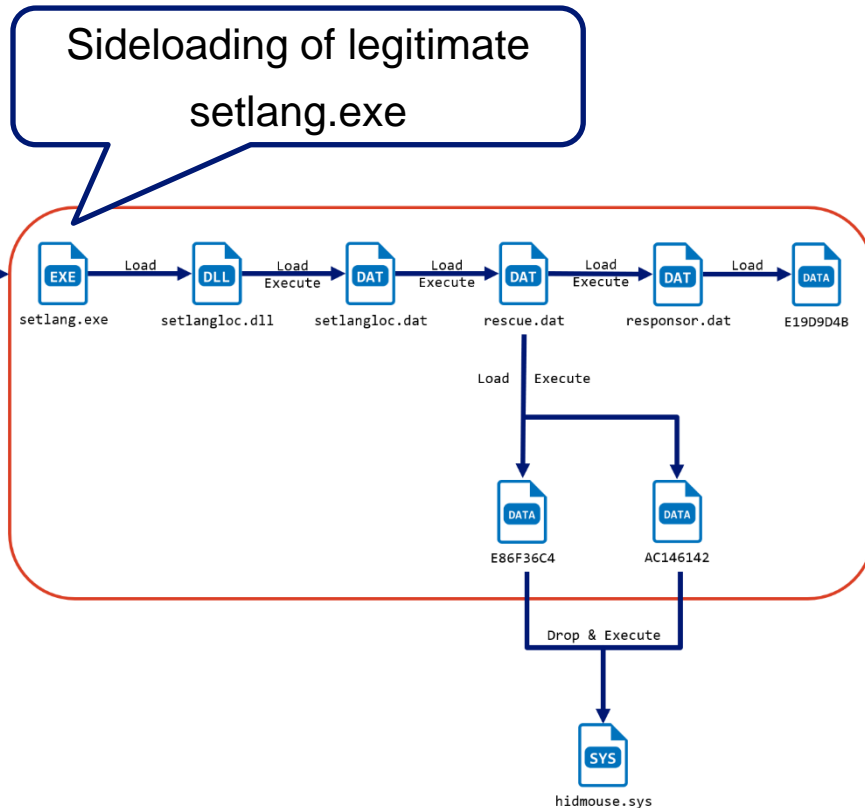 Sideloading of legitimate
setlang.exe
EXE
DLL
DAT
DAT
DAT
DATA
Load
Load
Execute
Load
Execute
Load
Execute
Load
setlang.exe
setlangloc.dll
setlangloc.dat
rescue.dat
responsor.dat
E19D9D4B
Load Execute
DATA
DATA
E86F36C4
AC146142
Drop & Execute
SYS
hidmouse.sys